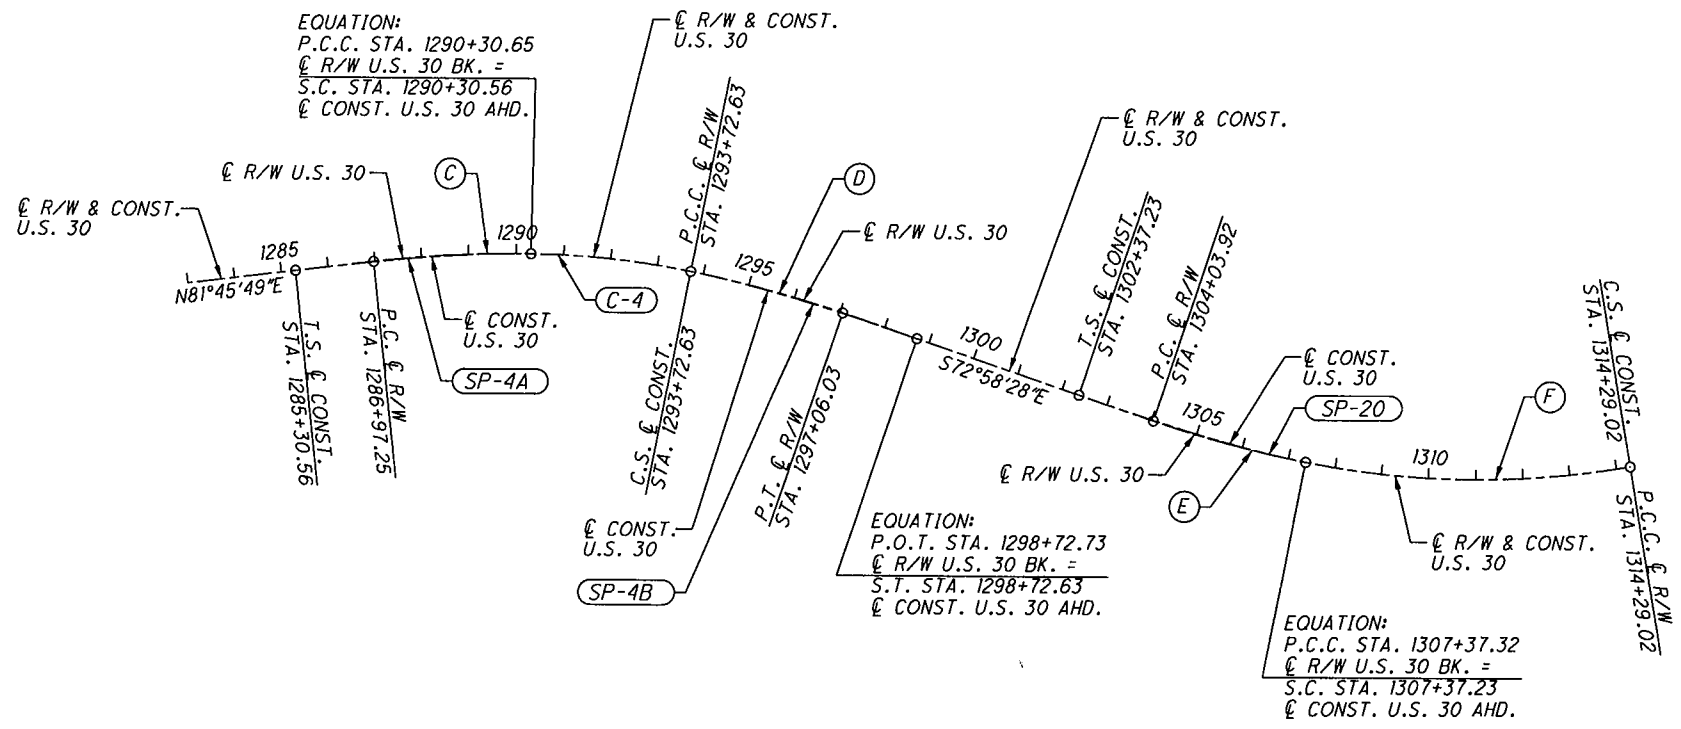 EQUATION:
P.C.C. STA. 1290+30.65
℄ R/W U.S. 30 BK. =
S.C. STA. 1290+30.56
℄ CONST. U.S. 30 AHD.
℄ R/W & CONST.
U.S. 30
P.C.C. ℄ R/W
STA. 1293+72.63
℄ R/W & CONST.
U.S. 30
℄ R/W U.S. 30
C
D
℄ R/W & CONST.
U.S. 30
℄ R/W U.S. 30
1285
1290
1295
1300
1305
1310
N81°45'49"E
S72°58'28"E
T.S. ℄ CONST.
STA. 1285+30.56
P.C. ℄ R/W
STA. 1286+97.25
℄ CONST.
U.S. 30
SP-4A
C-4
C.S. ℄ CONST.
STA. 1293+72.63
℄ CONST.
U.S. 30
SP-4B
P.T. ℄ R/W
STA. 1297+06.03
EQUATION:
P.O.T. STA. 1298+72.73
℄ R/W U.S. 30 BK. =
S.T. STA. 1298+72.63
℄ CONST. U.S. 30 AHD.
T.S. ℄ CONST.
STA. 1302+37.23
P.C. ℄ R/W
STA. 1304+03.92
℄ CONST.
U.S. 30
SP-20
F
℄ R/W U.S. 30
E
EQUATION:
P.C.C. STA. 1307+37.32
℄ R/W U.S. 30 BK. =
S.C. STA. 1307+37.23
℄ CONST. U.S. 30 AHD.
℄ R/W & CONST.
U.S. 30
C.S. ℄ CONST.
STA. 1314+29.02
P.C.C. ℄ R/W
STA. 1314+29.02